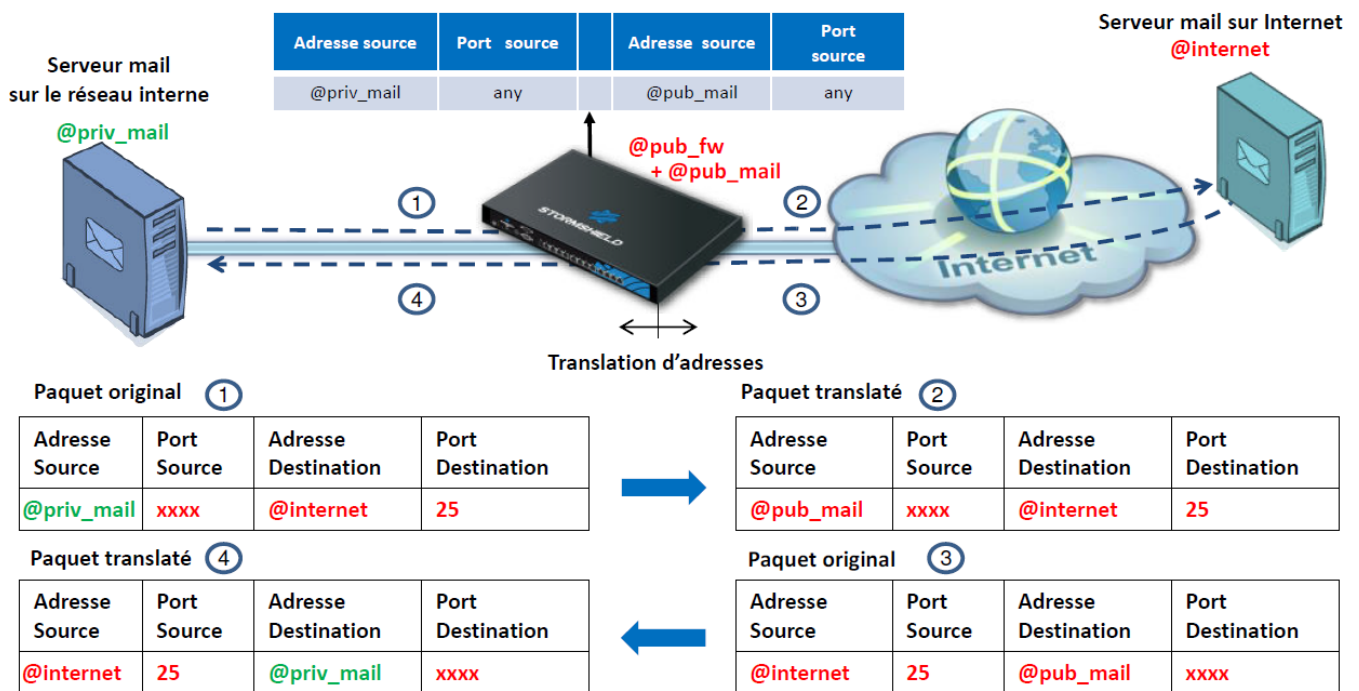 Adresse source Port source Adresse source Port source
@priv_mail any @pub_mail any
Serveur mail
sur le réseau interne
@priv_mail
Serveur mail sur Internet
@internet
@pub_fw
+ @pub_mail
1
2
STORMSHIELD
Internet
4
3
Translation d'adresses
Paquet original 1
Adresse Source Port Source Adresse Destination Port Destination
@priv_mail xxxx @internet 25
Paquet translaté 2
Adresse Source Port Source Adresse Destination Port Destination
@pub_mail xxxx @internet 25
Paquet translaté 4
Adresse Source Port Source Adresse Destination Port Destination
@internet 25 @priv_mail xxxx
Paquet original 3
Adresse Source Port Source Adresse Destination Port Destination
@internet 25 @pub_mail xxxx